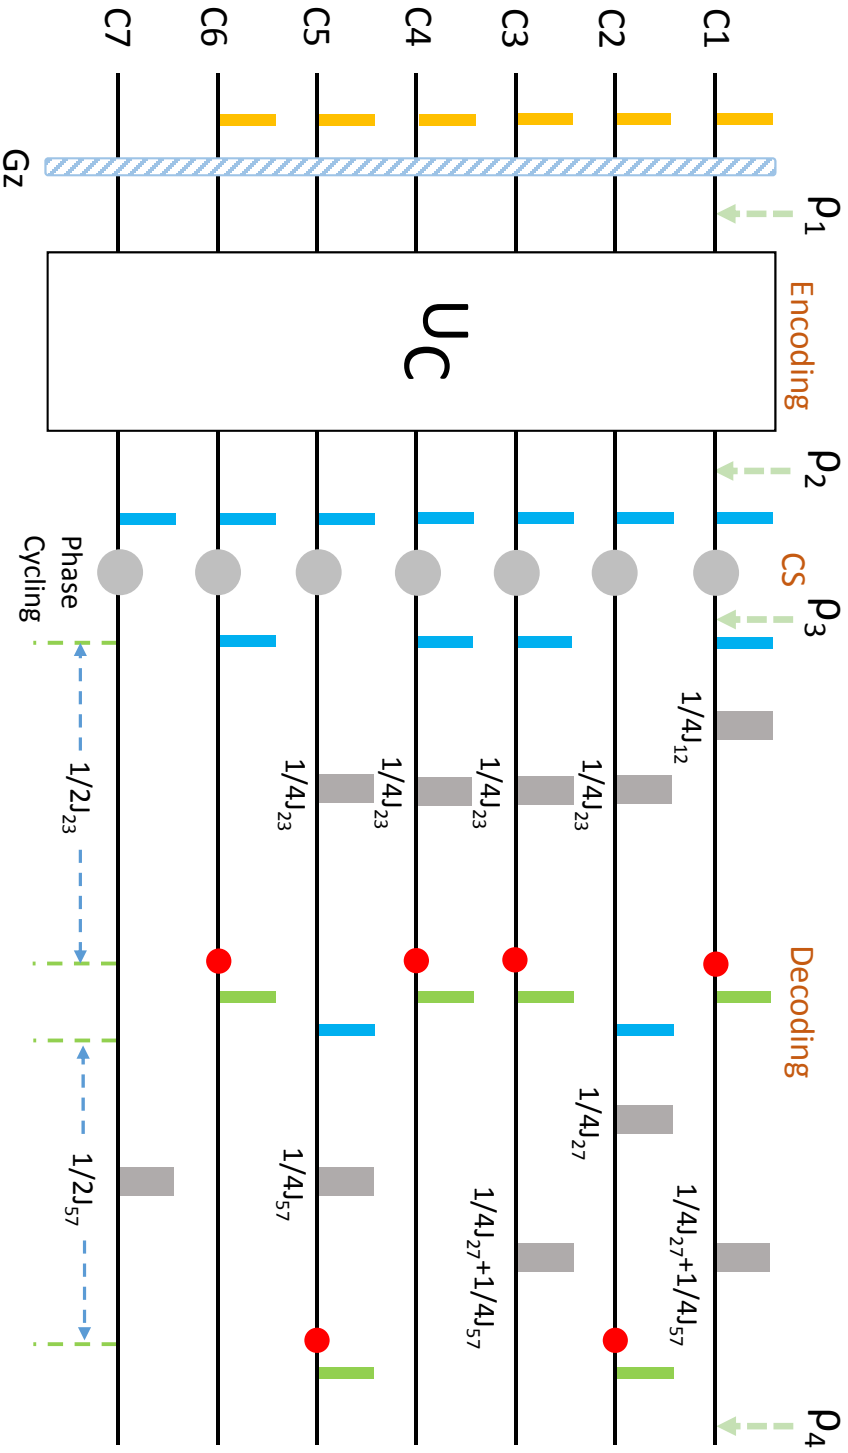 ρ1
ρ2
ρ3
ρ4
Encoding
CS
Decoding
C1
1/4J12
1/4J27+1/4J57
C2
1/4J23
1/4J27
C3
1/4J23
1/4J27+1/4J57
C4
1/4J23
C5
1/4J23
1/4J57
C6
C7
UC
Gz
Phase
Cycling
1/2J23
1/2J57